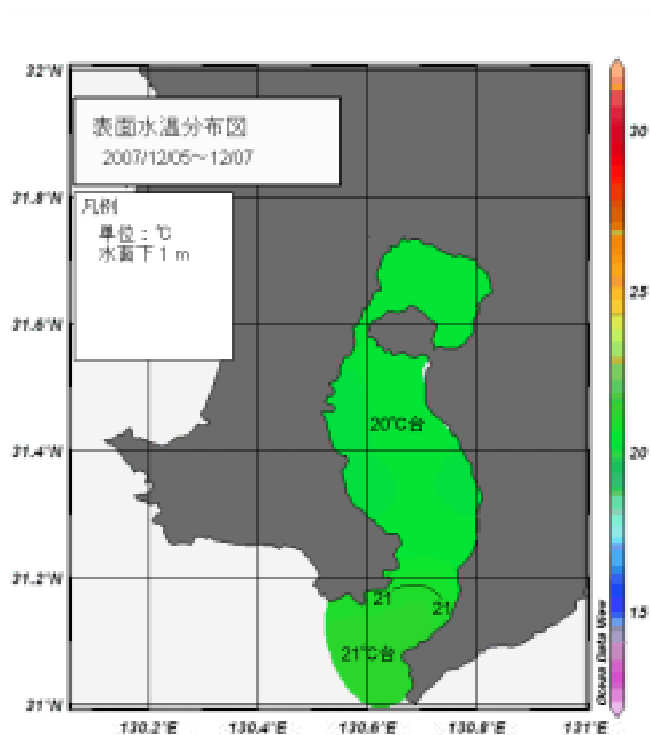 表面水温分布図
2007/12/05～12/07
凡例
単位：℃
水面下1m
32°N
31.8°N
31.6°N
31.4°N
31.2°N
31°N
20℃台
21
21
21℃台
130.2°E
130.4°E
130.6°E
130.8°E
131°E
30
25
20
15
Ocean Data View